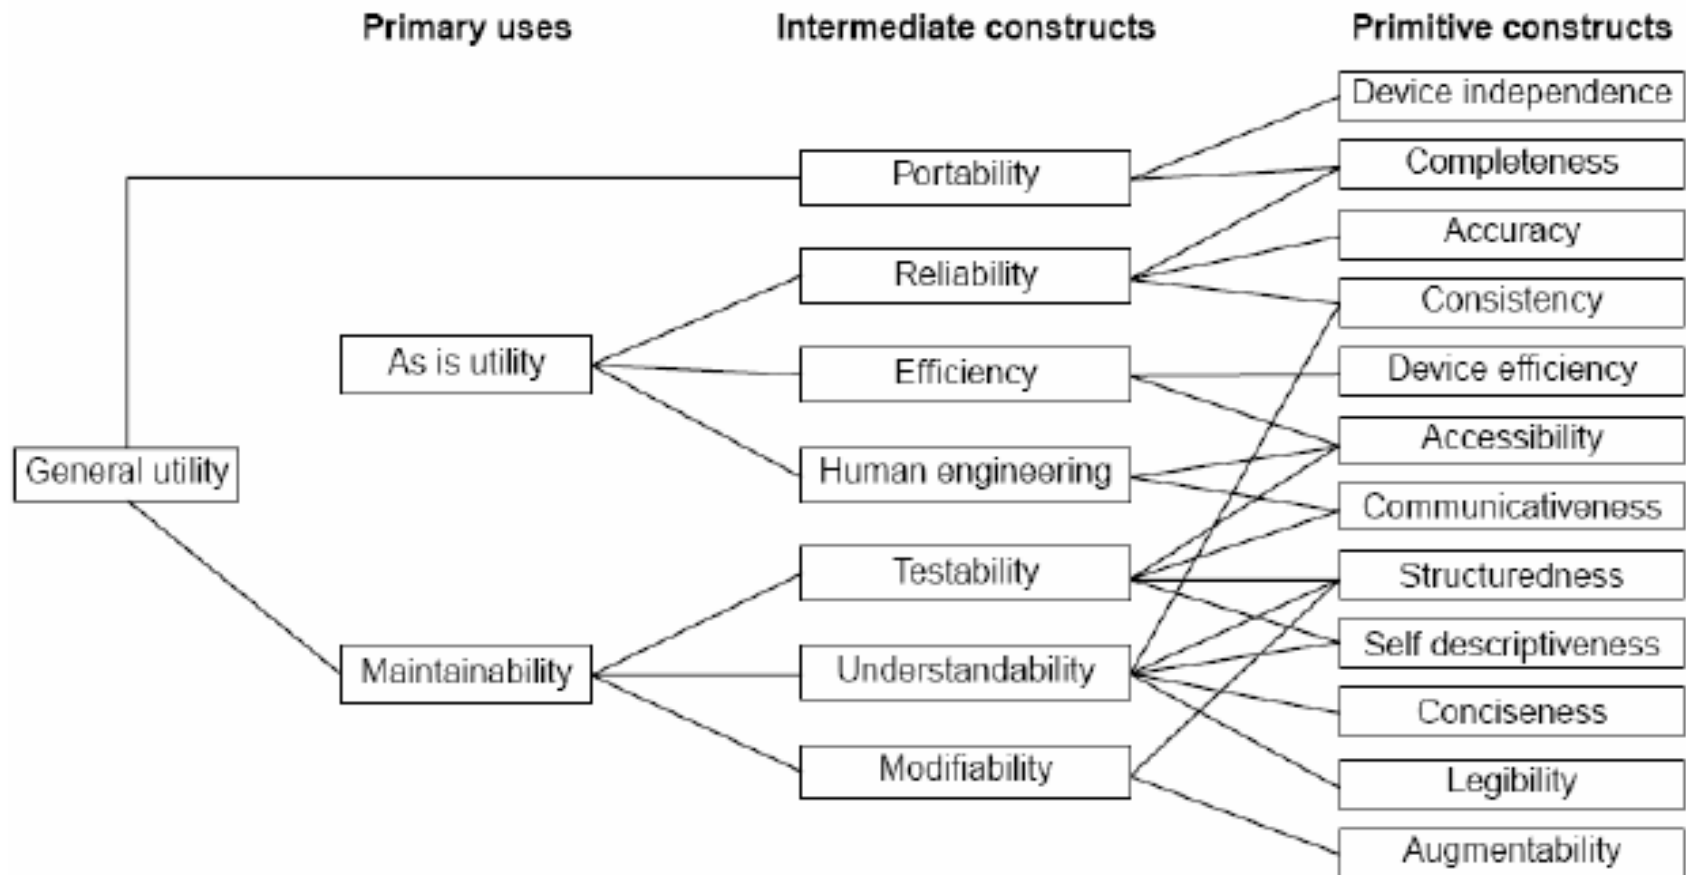 Primary uses
Intermediate constructs
Primitive constructs
Device independence
Portability
Completeness
Accuracy
Reliability
Consistency
As is utility
Efficiency
Device efficiency
Accessibility
General utility
Human engineering
Communicativeness
Testability
Structuredness
Maintainability
Understandability
Self descriptiveness
Conciseness
Modifiability
Legibility
Augmentability